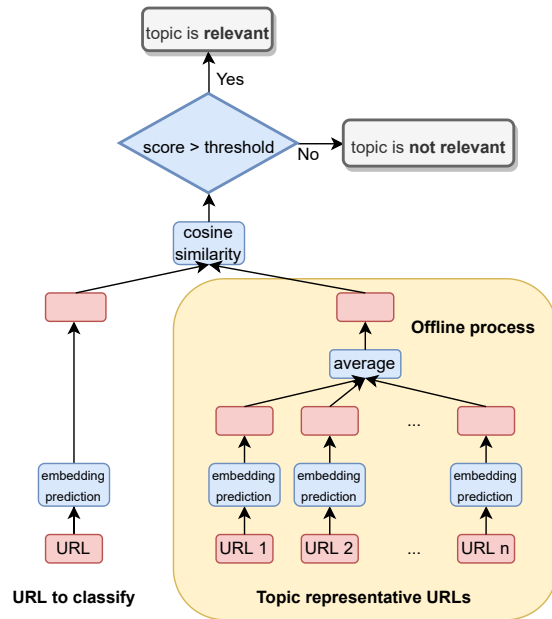 topic is relevant
Yes
score > threshold
No
topic is not relevant
cosine
similarity
Offline process
average
...
embedding
prediction
embedding
prediction
embedding
prediction
embedding
prediction
URL
URL 1
URL 2
...
URL n
URL to classify
Topic representative URLs